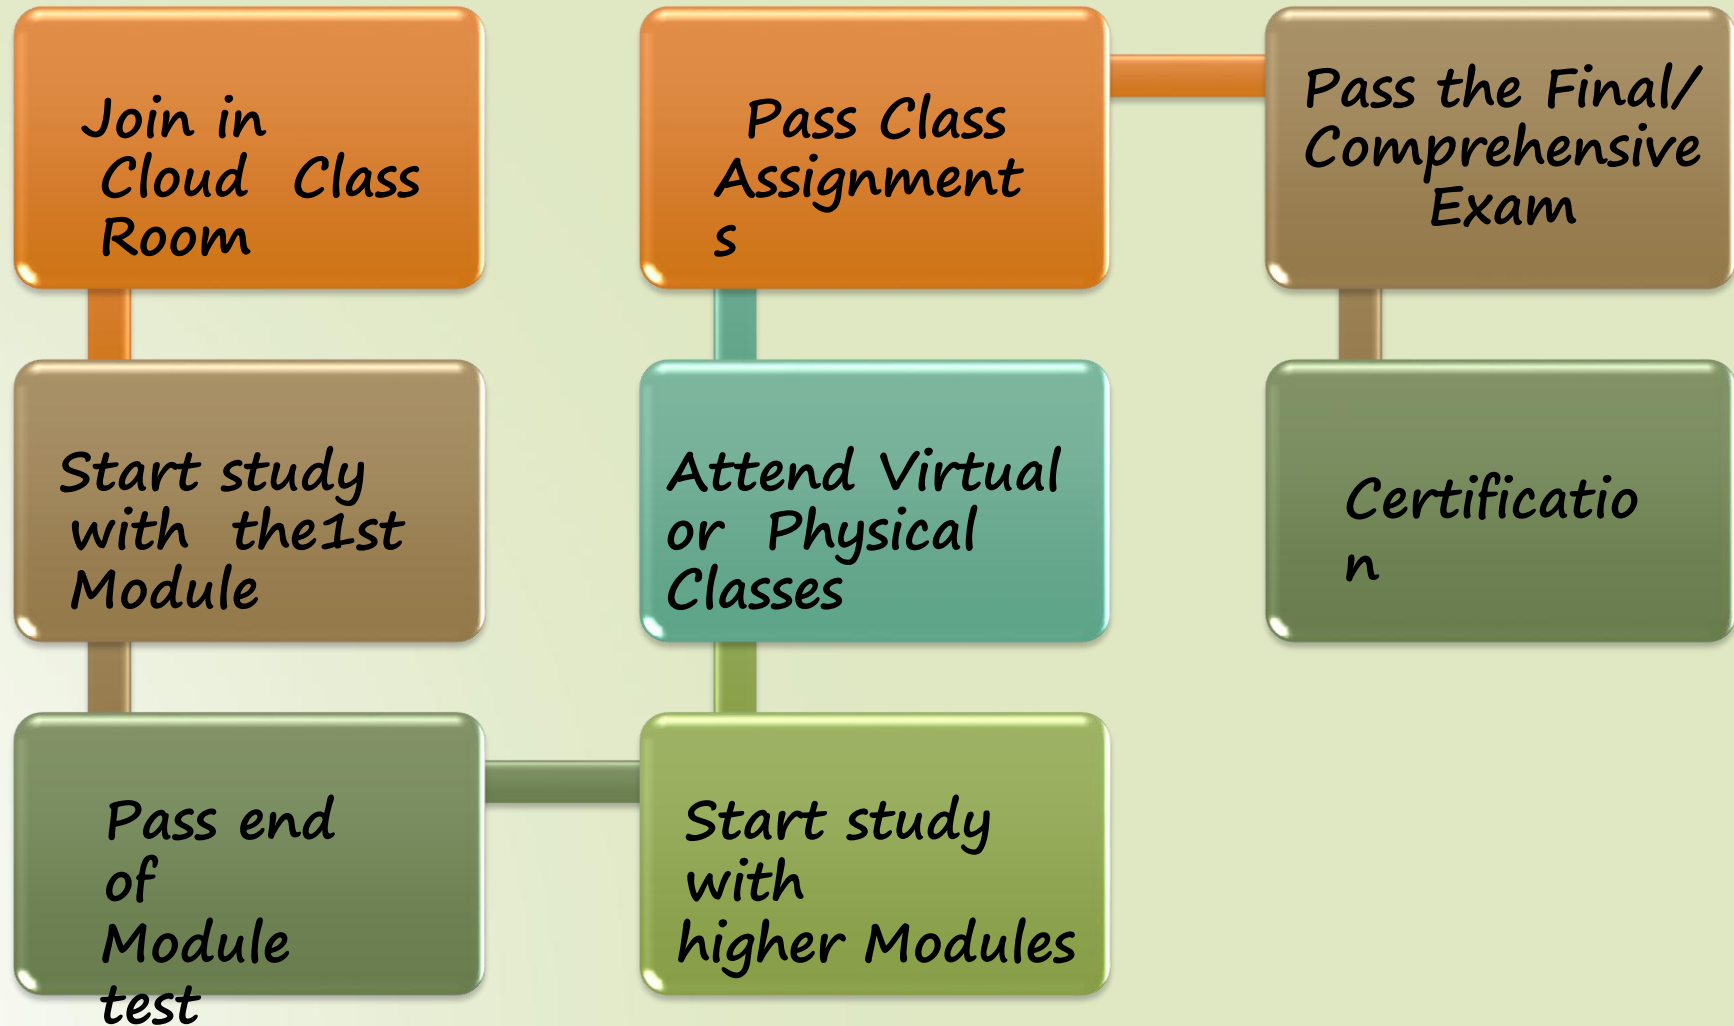 Join in
Cloud Class
Room
Start study
with the1st
Module
Pass end
of
Module
test
Start study
with
higher Modules
Attend Virtual
or Physical
Classes
Pass Class
Assignment
s
Pass the Final/
Comprehensive
Exam
Certificatio
n